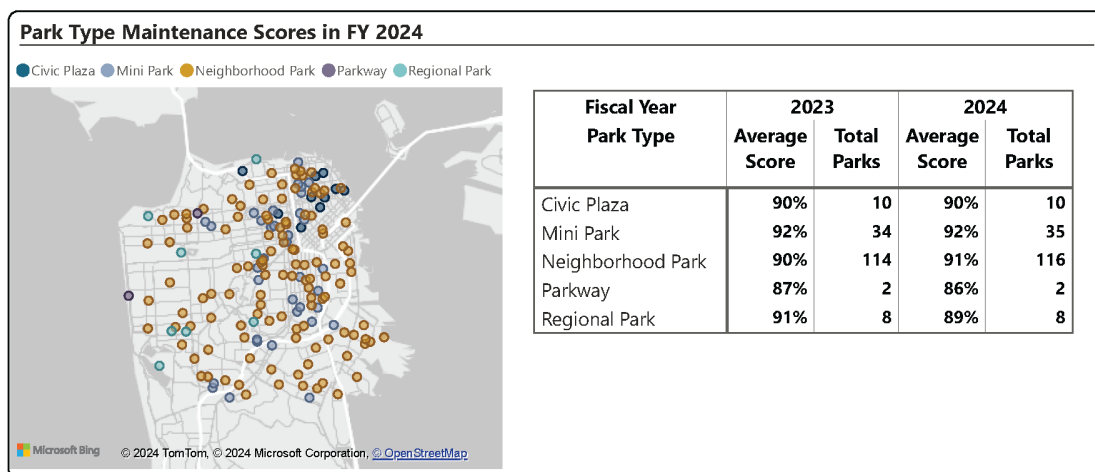 Park Type Maintenance Scores in FY 2024
Civic Plaza Mini Park Neighborhood Park Parkway Regional Park
Fiscal Year 2023 2024
Park Type Average Score Total Parks Average Score Total Parks
Civic Plaza 90% 10 90% 10
Mini Park 92% 34 92% 35
Neighborhood Park 90% 114 91% 116
Parkway 87% 2 86% 2
Regional Park 91% 8 89% 8
Microsoft Bing © 2024 TomTom, © 2024 Microsoft Corporation, © OpenStreetMap